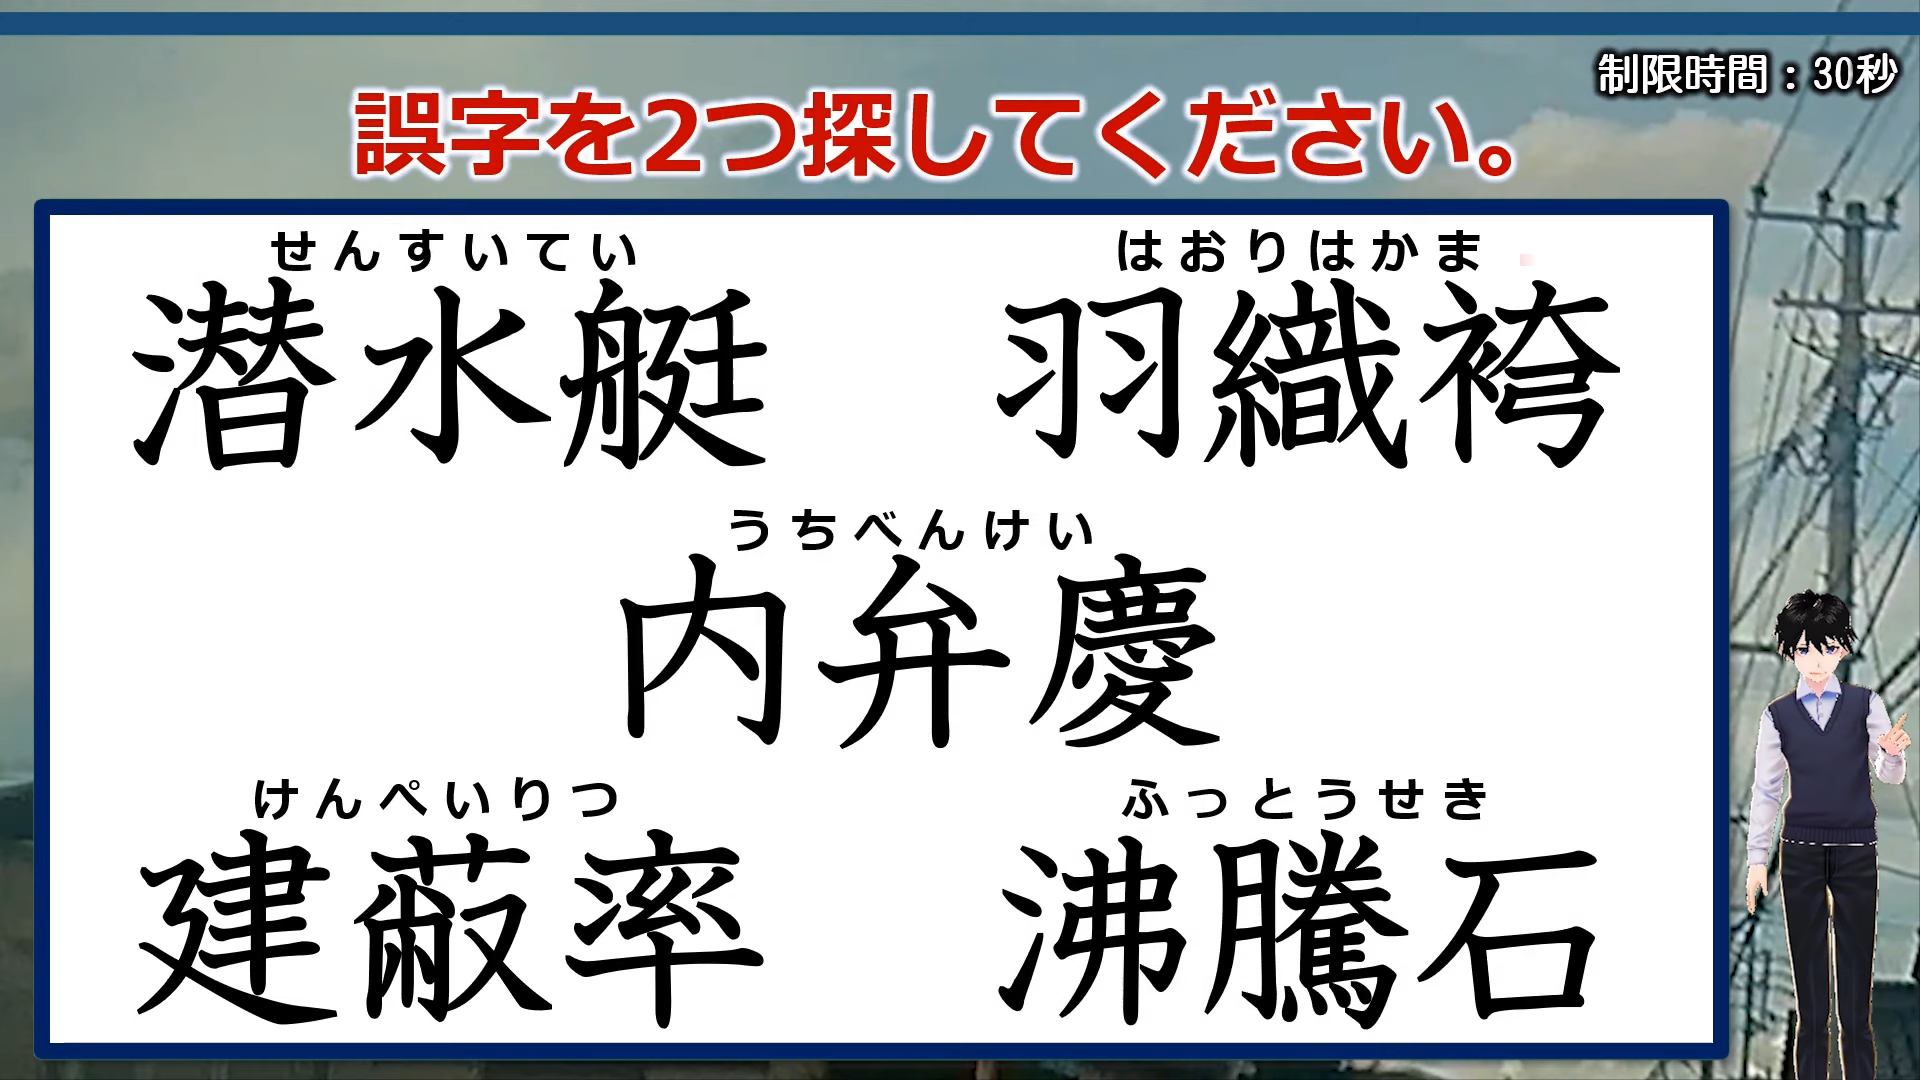 制限時間：30秒
誤字を2つ探してください。
せんすいてい
潜水艇
はおりはかま
羽織袴
うちべんけい
内弁慶
けんぺいりつ
建蔽率
ふっとうせき
沸騰石